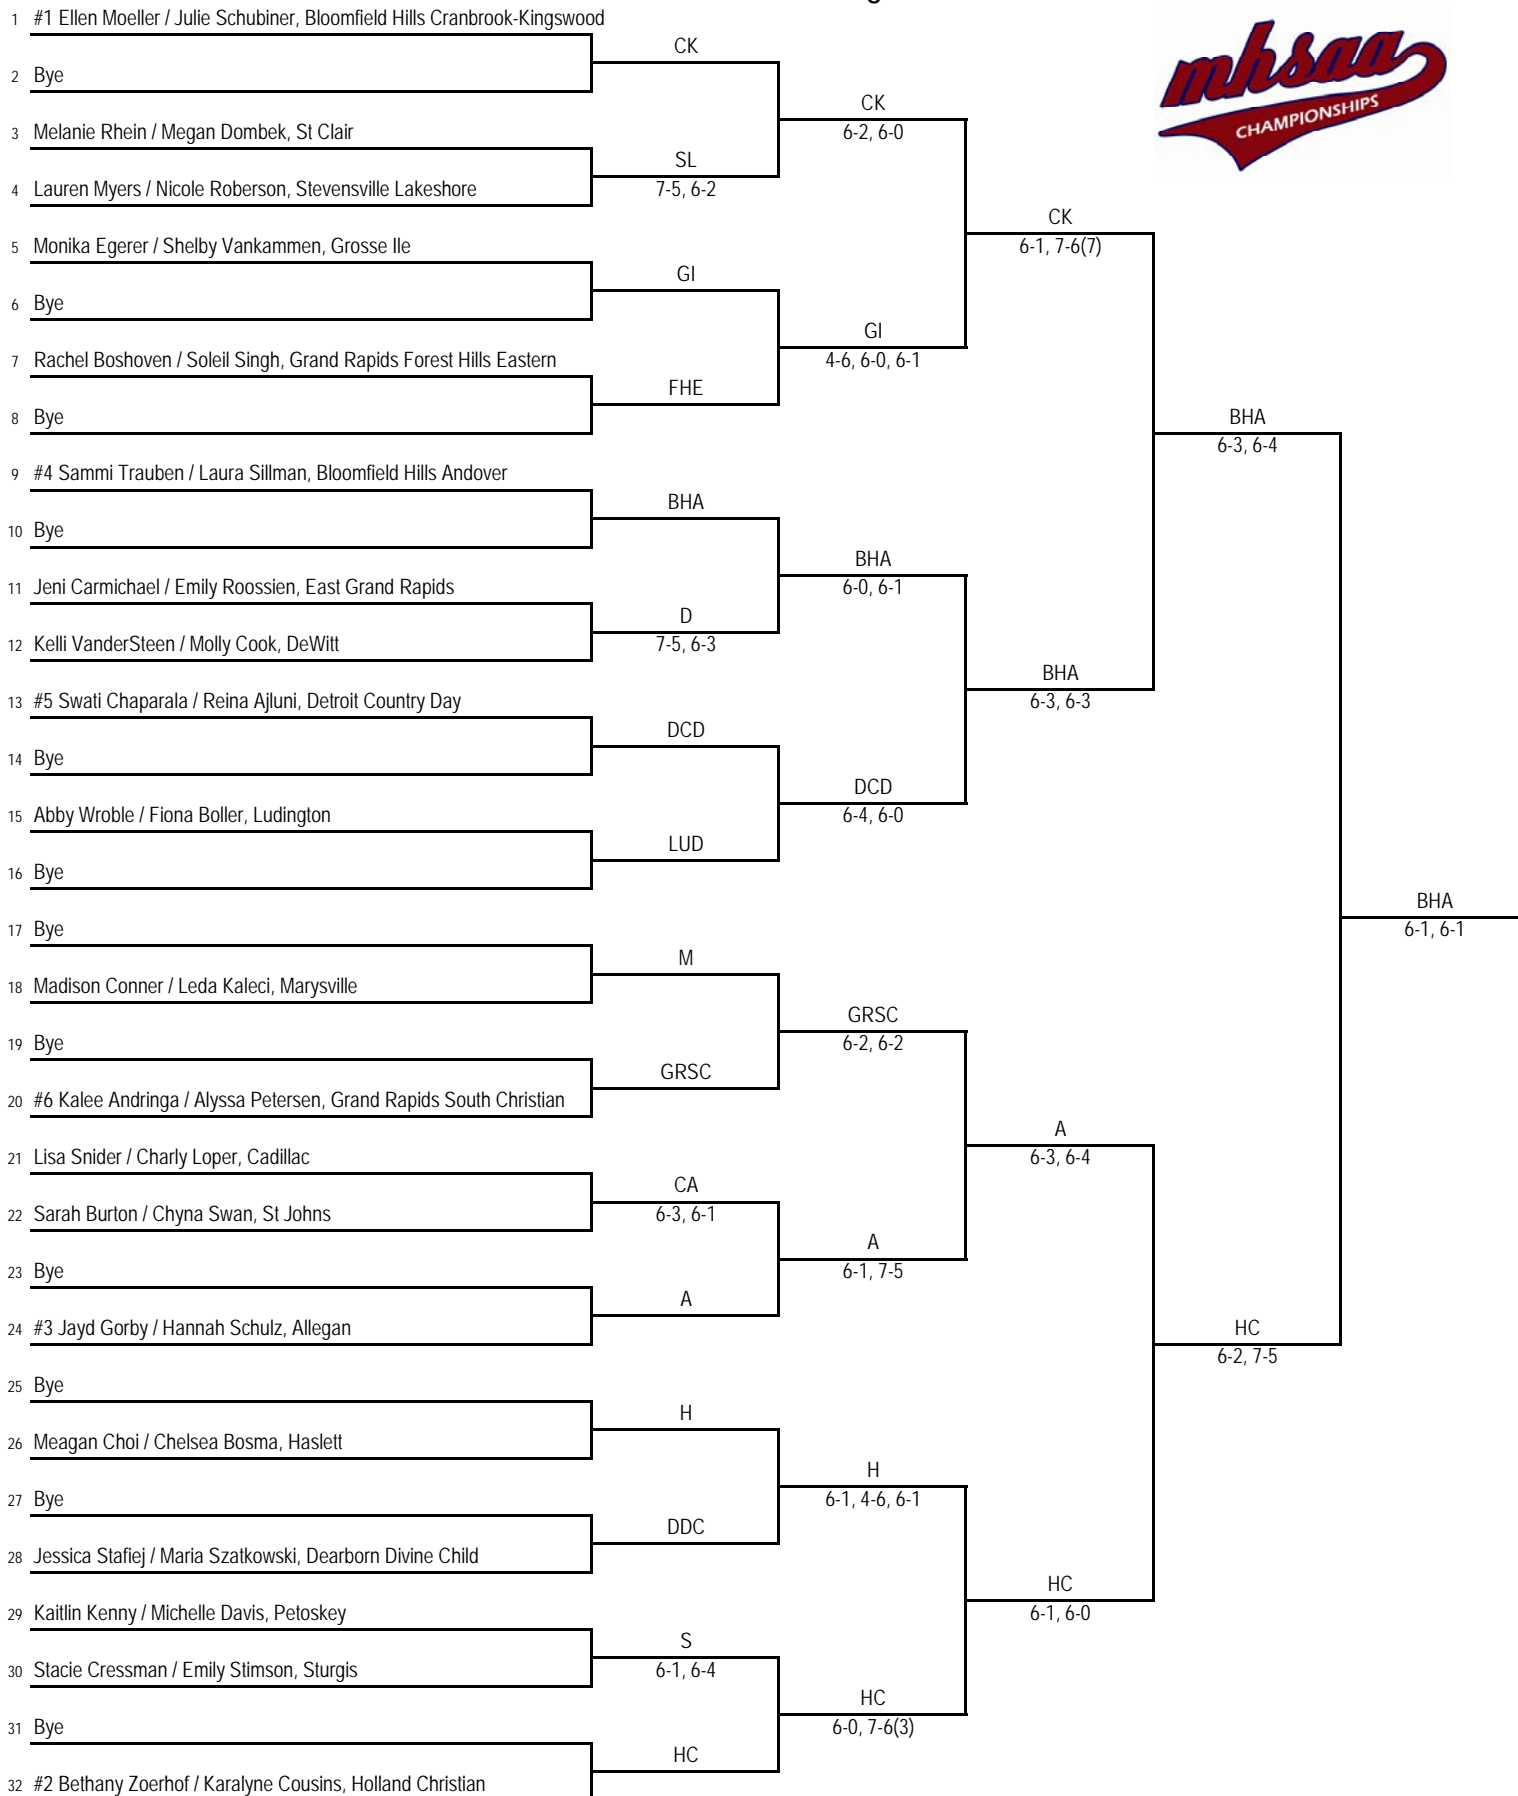 1 #1 Ellen Moeller / Julie Schubiner, Bloomfield Hills Cranbrook-Kingswood
CK
2 Bye
CK
6-2, 6-0
3 Melanie Rhein / Megan Dombek, St Clair
SL
7-5, 6-2
4 Lauren Myers / Nicole Roberson, Stevensville Lakeshore
mhsaa
CHAMPIONSHIPS
CK
6-1, 7-6(7)
5 Monika Egerer / Shelby Vankammen, Grosse Ile
GI
6 Bye
GI
4-6, 6-0, 6-1
7 Rachel Boshoven / Soleil Singh, Grand Rapids Forest Hills Eastern
FHE
8 Bye
BHA
6-3, 6-4
9 #4 Sammi Trauben / Laura Sillman, Bloomfield Hills Andover
BHA
10 Bye
BHA
6-0, 6-1
11 Jeni Carmichael / Emily Roossien, East Grand Rapids
D
7-5, 6-3
12 Kelli VanderSteen / Molly Cook, DeWitt
BHA
6-3, 6-3
13 #5 Swati Chaparala / Reina Ajluni, Detroit Country Day
DCD
14 Bye
DCD
6-4, 6-0
15 Abby Wroble / Fiona Boller, Ludington
LUD
16 Bye
BHA
6-1, 6-1
17 Bye
M
18 Madison Conner / Leda Kaleci, Marysville
GRSC
6-2, 6-2
19 Bye
GRSC
20 #6 Kalee Andringa / Alyssa Petersen, Grand Rapids South Christian
A
6-3, 6-4
21 Lisa Snider / Charly Loper, Cadillac
CA
6-3, 6-1
22 Sarah Burton / Chyna Swan, St Johns
A
6-1, 7-5
23 Bye
A
24 #3 Jayd Gorby / Hannah Schulz, Allegan
HC
6-2, 7-5
25 Bye
H
26 Meagan Choi / Chelsea Bosma, Haslett
H
6-1, 4-6, 6-1
27 Bye
DDC
28 Jessica Stafiej / Maria Szatkowski, Dearborn Divine Child
HC
6-1, 6-0
29 Kaitlin Kenny / Michelle Davis, Petoskey
S
6-1, 6-4
30 Stacie Cressman / Emily Stimson, Sturgis
HC
6-0, 7-6(3)
31 Bye
HC
32 #2 Bethany Zoerhof / Karalyne Cousins, Holland Christian